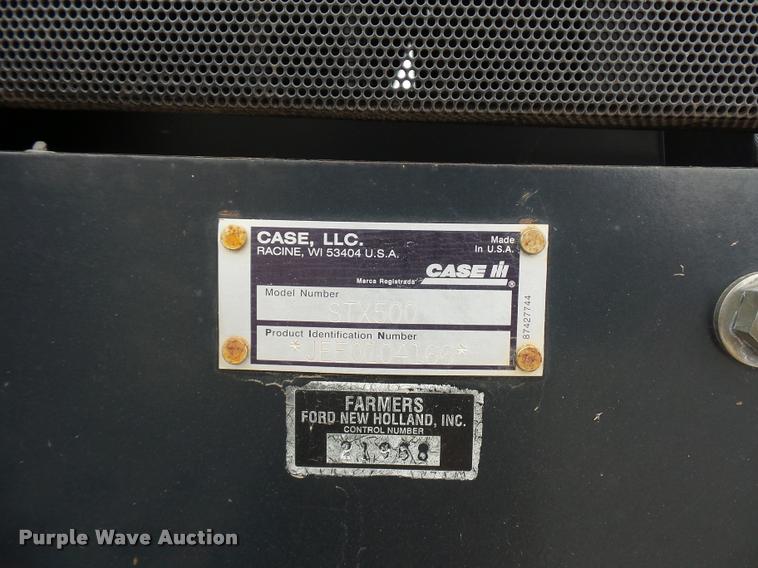 CASE, LLC.
RACINE, WI 53404 U.S.A.
Made
In U.S.A.
CASE IH
®
Marca Registrada
Model Number
STX500
Product Identification Number
87427744
FARMERS
FORD NEW HOLLAND, INC.
CONTROL NUMBER
21968
Purple Wave Auction®